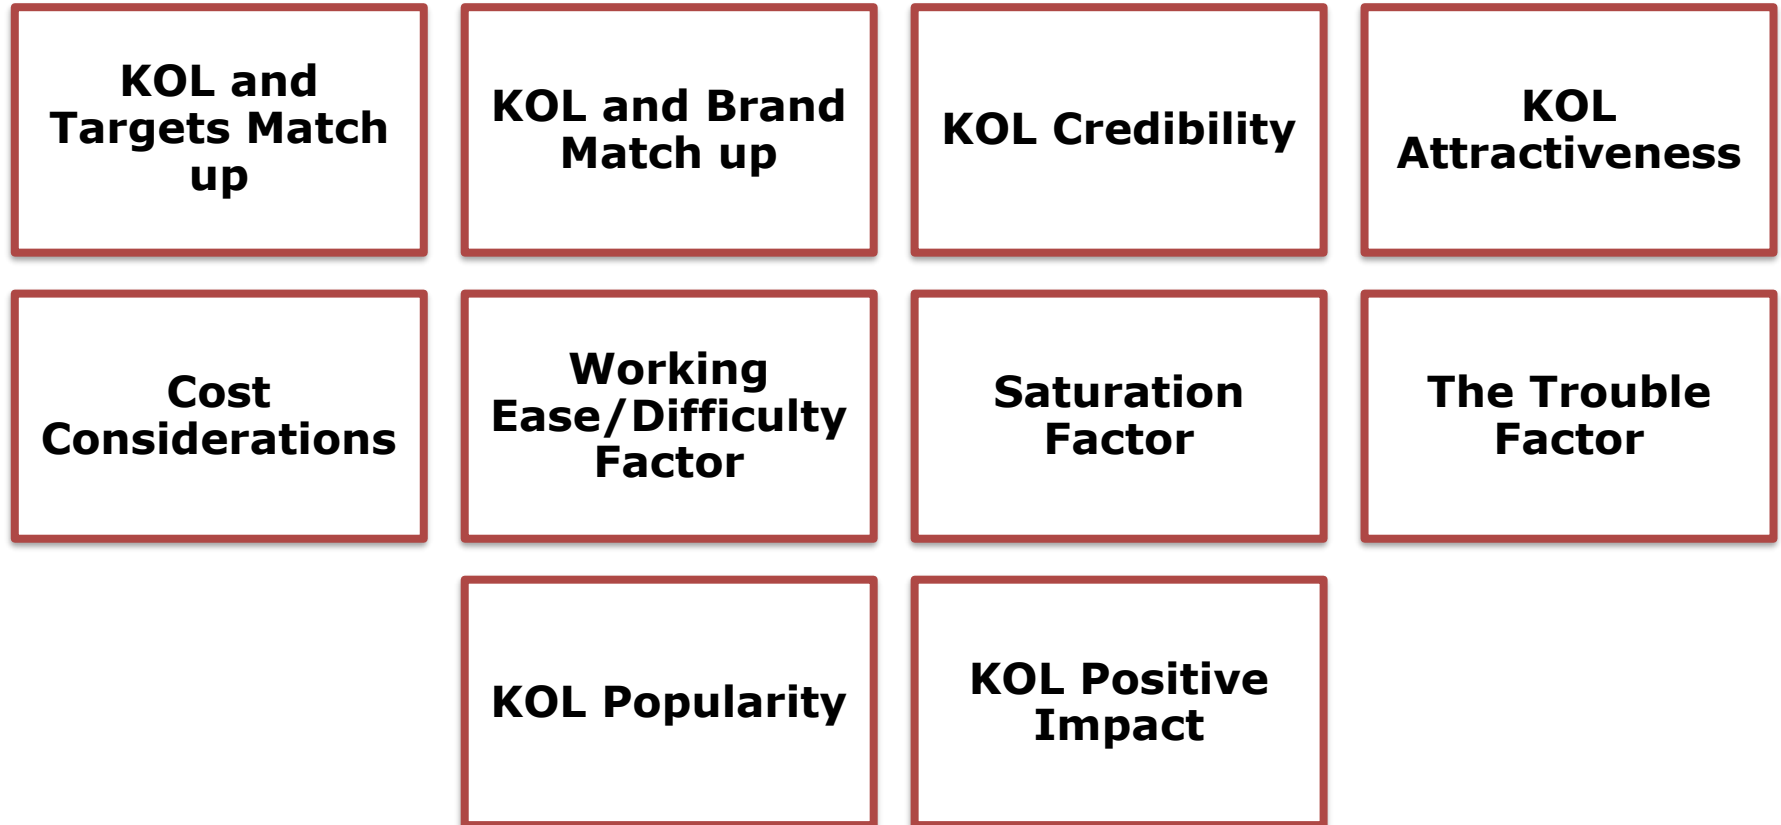 KOL and
Targets Match
up
KOL and Brand
Match up
KOL Credibility
KOL
Attractiveness
Cost
Considerations
Working
Ease/Difficulty
Factor
Saturation
Factor
The Trouble
Factor
KOL Popularity
KOL Positive
Impact